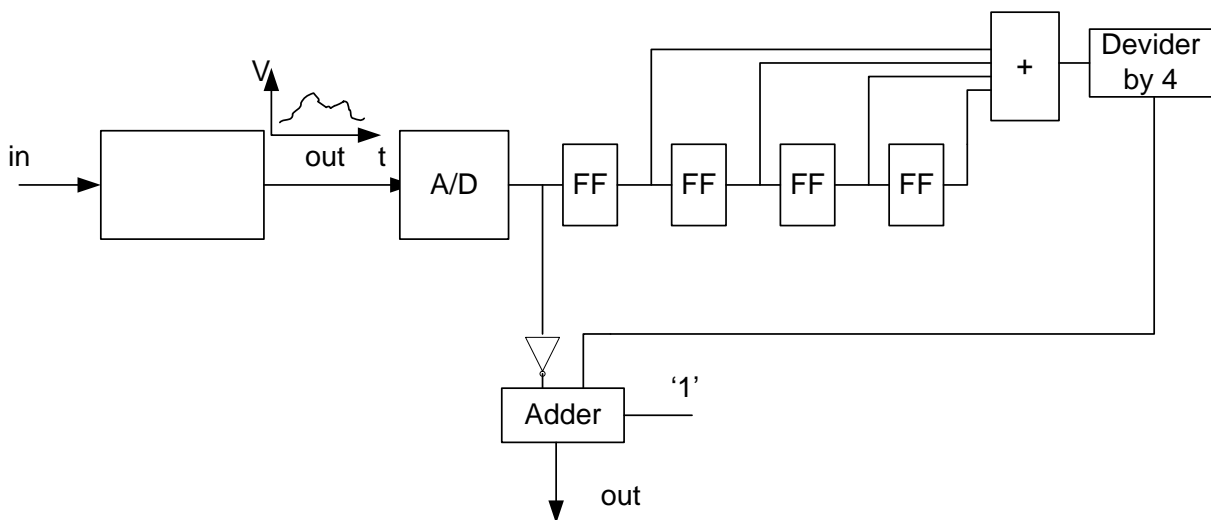 +
Devider
by 4
V
in
out
t
A/D
FF
FF
FF
FF
‘1’
Adder
out